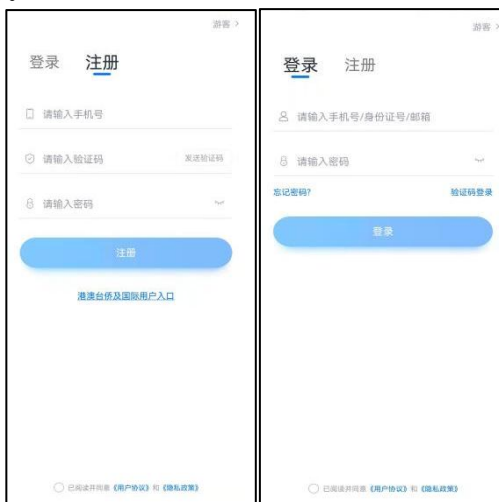 游客 >
登录 注册
请输入手机号
请输入验证码 发送验证码
请输入密码
注册
港澳台侨及国际用户入口
已阅读并同意《用户协议》和《隐私政策》
游客 >
登录 注册
请输入手机号/身份证号/邮箱
请输入密码
忘记密码? 验证码登录
登录
已阅读并同意《用户协议》和《隐私政策》